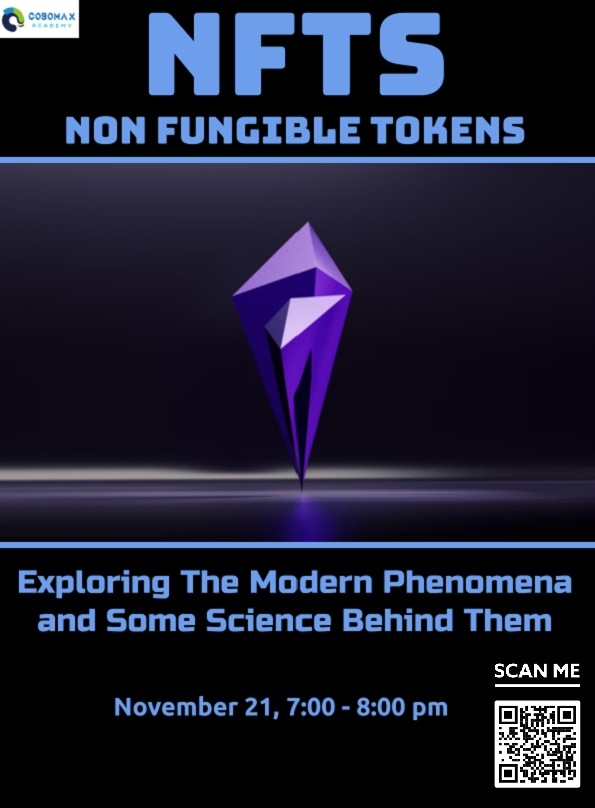 COBOMAX
ACADEMY
NFTS
NON FUNGIBLE TOKENS
Exploring The Modern Phenomena
and Some Science Behind Them
SCAN ME
November 21, 7:00 - 8:00 pm